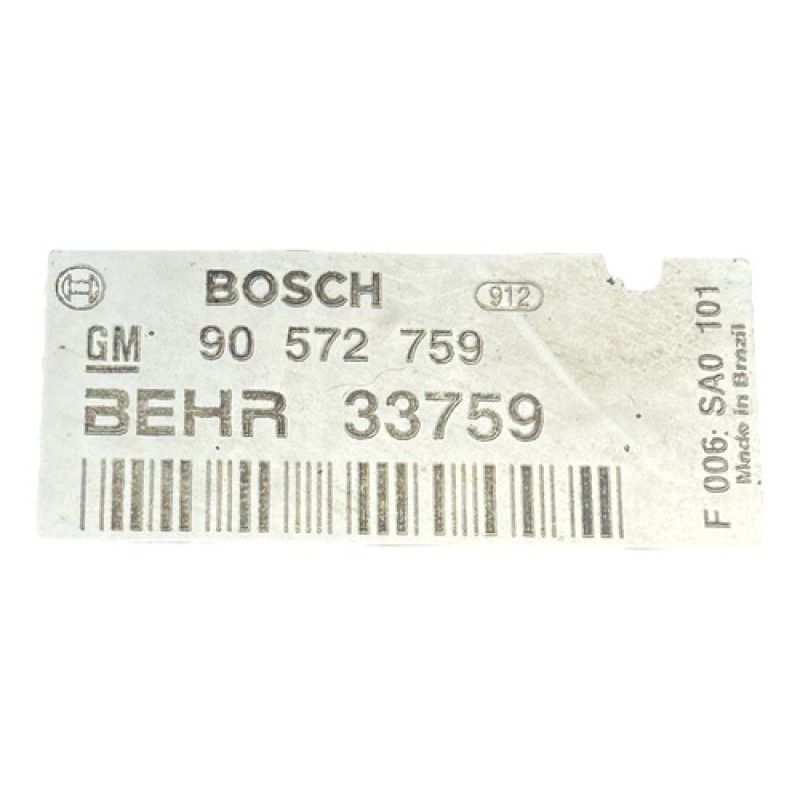 BOSCH 912
GM 90 572 759
BEHR 33759
F 006: SA0 101
Made in Brazil